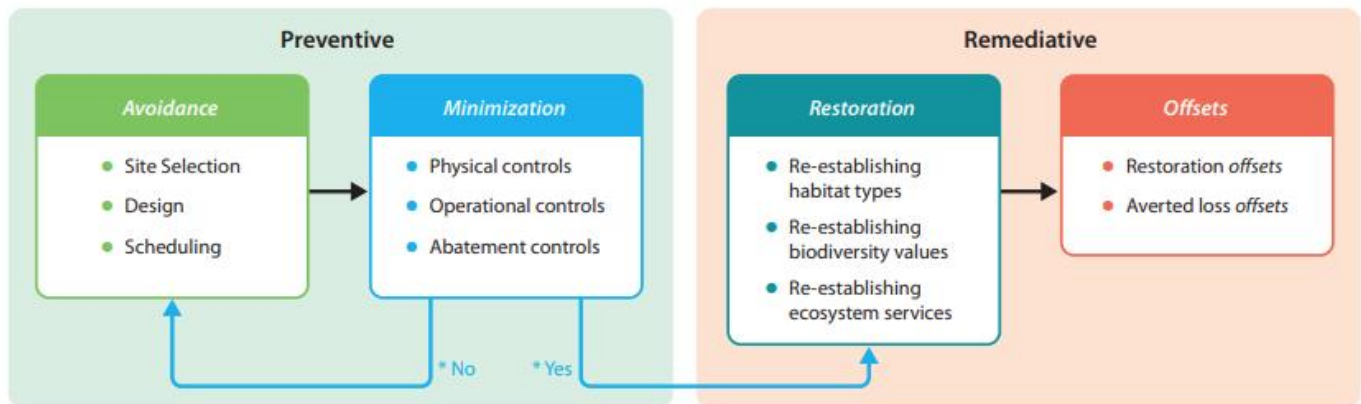 Preventive
Avoidance
Site Selection
Design
Scheduling
Minimization
Physical controls
Operational controls
Abatement controls
* No
* Yes
Remediative
Restoration
Re-establishing
habitat types
Re-establishing
biodiversity values
Re-establishing
ecosystem services
Offsets
Restoration offsets
Averted loss offsets